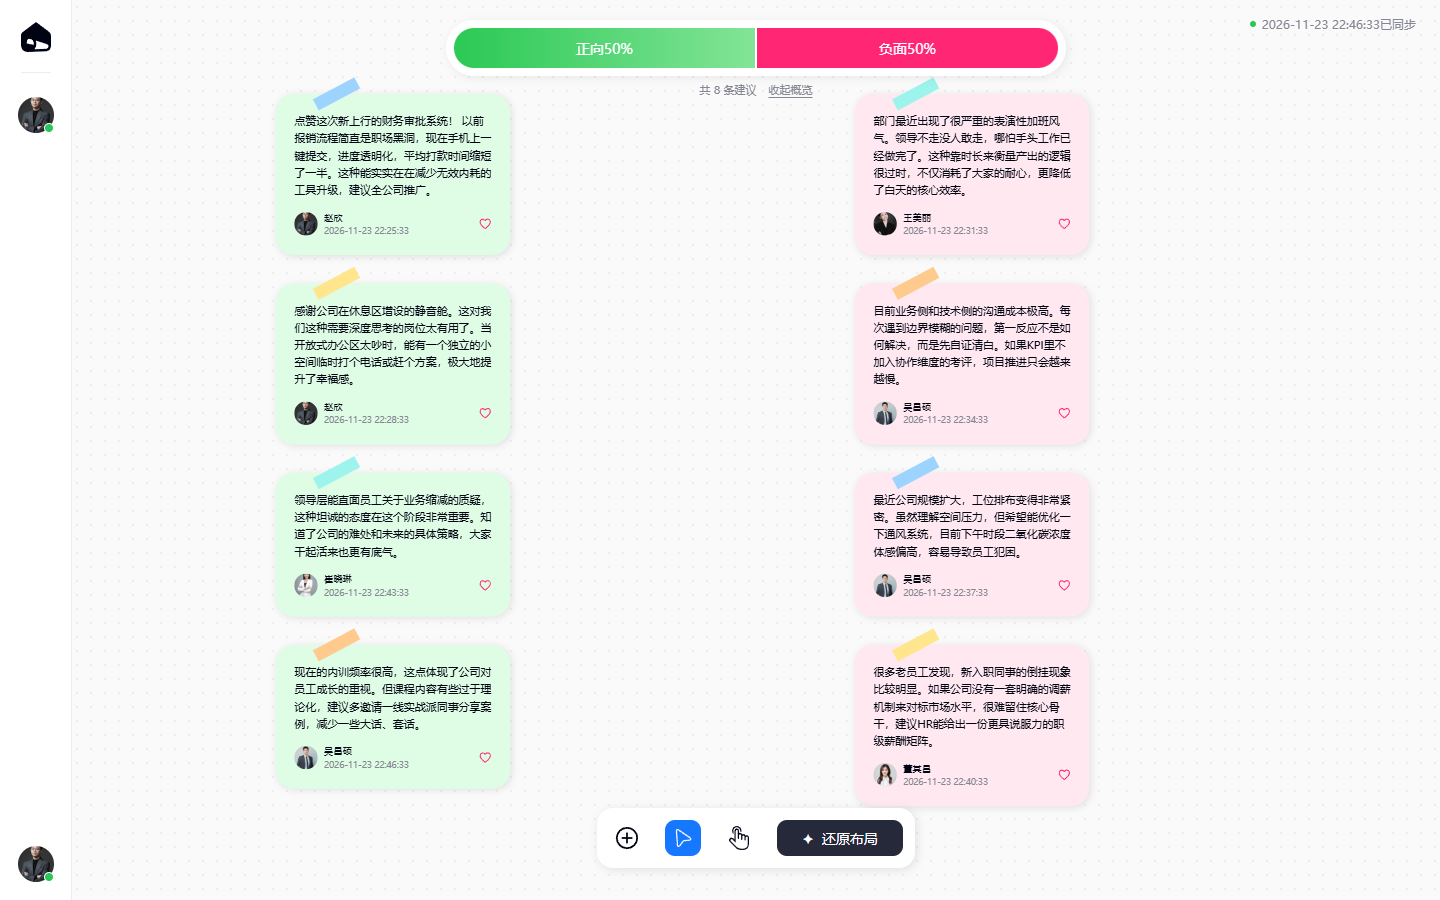 2026-11-23 22:46:33已同步
正向50%
负面50%
共 8 条建议 收起概览
点赞这次新上行的财务审批系统！ 以前
报销流程简直是职场黑洞，现在手机上一
键提交，进度透明化，平均打款时间缩短
了一半。这种能实实在在减少无效内耗的
工具升级，建议全公司推广。
赵欣
2026-11-23 22:25:33
感谢公司在休息区增设的静音舱。这对我
们这种需要深度思考的岗位太有用了。当
开放式办公区太吵时，能有一个独立的小
空间临时打个电话或赶个方案，极大地提
升了幸福感。
赵欣
2026-11-23 22:28:33
领导层能直面员工关于业务缩减的质疑，
这种坦诚的态度在这个阶段非常重要。知
道了公司的难处和未来的具体策略，大家
干起活来也更有底气。
崔晓琳
2026-11-23 22:43:33
现在的内训频率很高，这点体现了公司对
员工成长的重视。但课程内容有些过于理
论化，建议多邀请一线实战派同事分享案
例，减少一些大话、套话。
吴昌硕
2026-11-23 22:46:33
部门最近出现了很严重的表演性加班风
气。领导不走没人敢走，哪怕手头工作已
经做完了。这种靠时长来衡量产出的逻辑
很过时，不仅消耗了大家的耐心，更降低
了白天的核心效率。
王美丽
2026-11-23 22:31:33
目前业务侧和技术侧的沟通成本极高。每
次遇到边界模糊的问题，第一反应不是如
何解决，而是先自证清白。如果KPI里不
加入协作维度的考评，项目推进只会越来
越慢。
吴昌硕
2026-11-23 22:34:33
最近公司规模扩大，工位排布变得非常紧
密。虽然理解空间压力，但希望能优化一
下通风系统，目前下午时段二氧化碳浓度
体感偏高，容易导致员工犯困。
吴昌硕
2026-11-23 22:37:33
很多老员工发现，新入职同事的倒挂现象
比较明显。如果公司没有一套明确的调薪
机制来对标市场水平，很难留住核心骨
干，建议HR能给出一份更具说服力的职
级薪酬矩阵。
董其昌
2026-11-23 22:40:33
还原布局